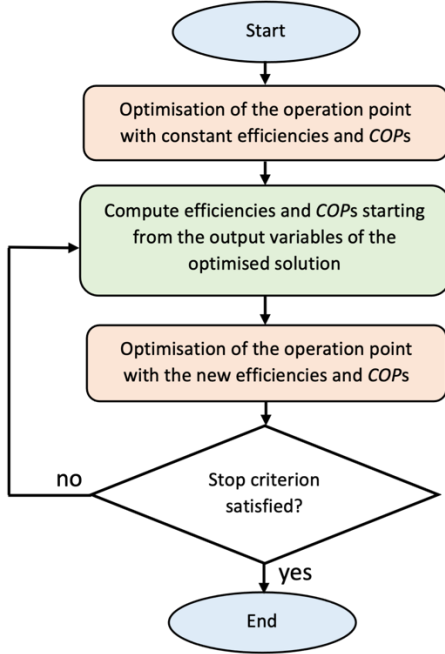 Start
Optimisation of the operation point
with constant efficiencies and COPs
Compute efficiencies and COPs starting
from the output variables of the
optimised solution
Optimisation of the operation point
with the new efficiencies and COPs
no
Stop criterion
satisfied?
yes
End